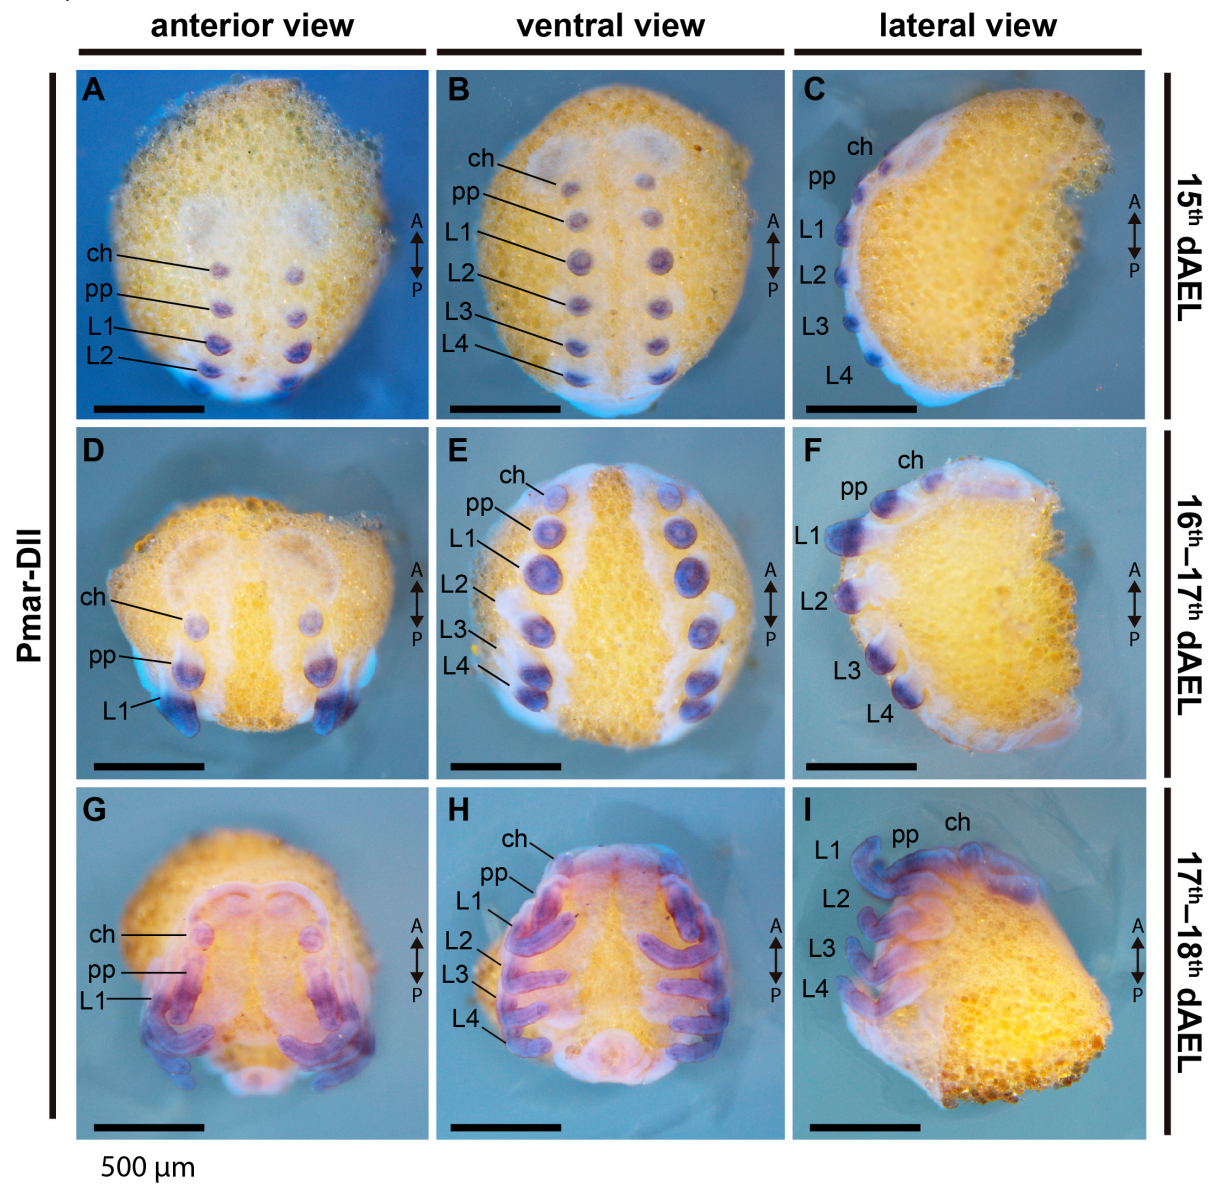 anterior view
ventral view
lateral view
Pmar-Dll
A
ch
pp
L1
L2
A
P
B
ch
pp
L1
L2
L3
L4
A
P
C
ch
pp
L1
L2
L3
L4
A
P
15th dAEL
D
ch
pp
L1
A
P
E
ch
pp
L1
L2
L3
L4
A
P
F
ch
pp
L1
L2
L3
L4
A
P
16th–17th dAEL
G
ch
pp
L1
A
P
H
ch
pp
L1
L2
L3
L4
A
P
I
ch
pp
L1
L2
L3
L4
A
P
17th–18th dAEL
500 µm